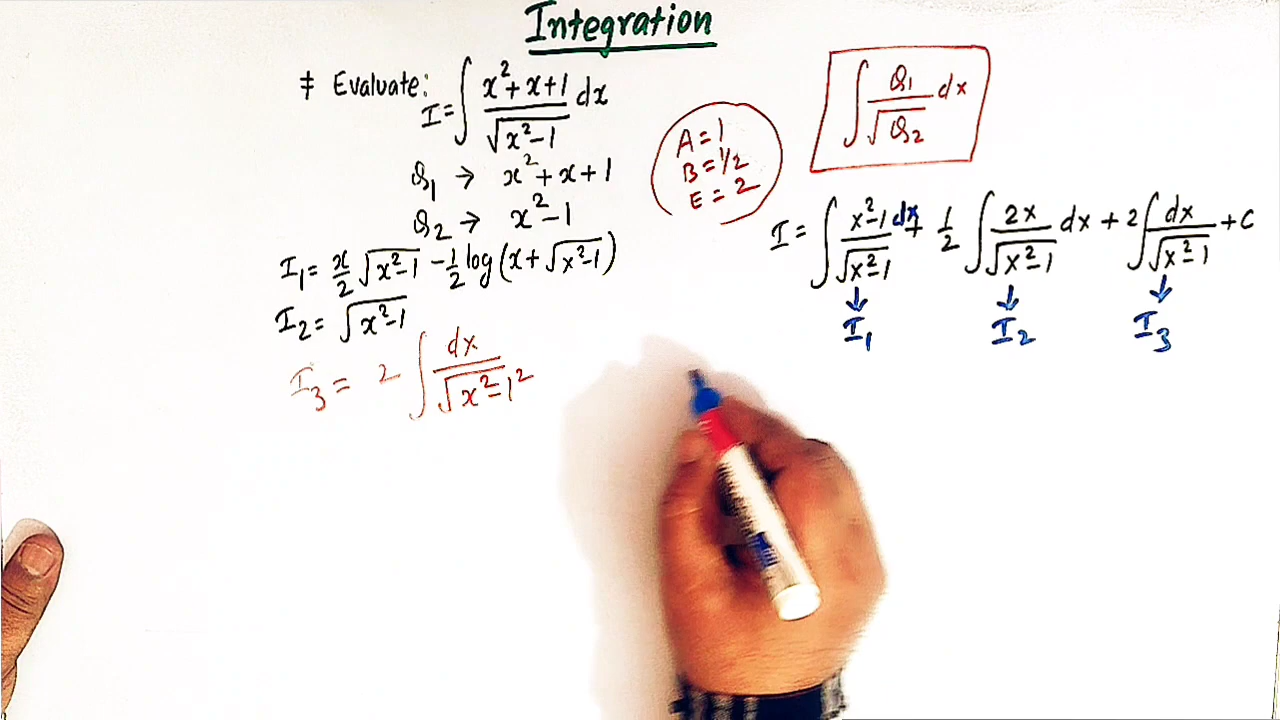 Integration
# Evaluate: I = ∫ (x²+x+1)/√(x²-1) dx
∫ Q₁/√Q₂ dx
Q₁ → x²+x+1
Q₂ → x²-1
A = 1
B = 1/2
E = 2
I = ∫ (x²-1)/√(x²-1) dx + 1/2 ∫ 2x/√(x²-1) dx + 2∫ dx/√(x²-1) + C
↓ I₁ ↓ I₂ ↓ I₃
I₁ = x/2 √(x²-1) - 1/2 log(x+√(x²-1))
I₂ = √(x²-1)
I₃ = 2 ∫ dx/√(x²-1²)